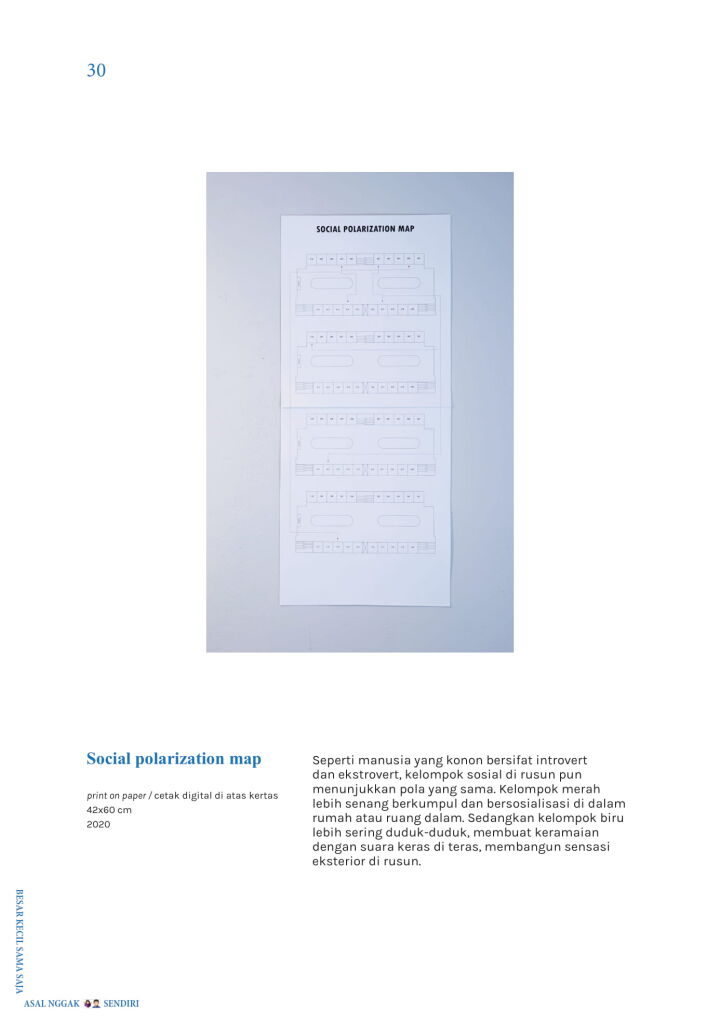 30
SOCIAL POLARIZATION MAP
Social polarization map
print on paper / cetak digital di atas kertas
42x60 cm
2020
Seperti manusia yang konon bersifat introvert
dan ekstrovert, kelompok sosial di rusun pun
menunjukkan pola yang sama. Kelompok merah
lebih senang berkumpul dan bersosialisasi di dalam
rumah atau ruang dalam. Sedangkan kelompok biru
lebih sering duduk-duduk, membuat keramaian
dengan suara keras di teras, membangun sensasi
eksterior di rusun.
BESAR KECIL SAMA SAJA
ASAL NGGAK SENDIRI